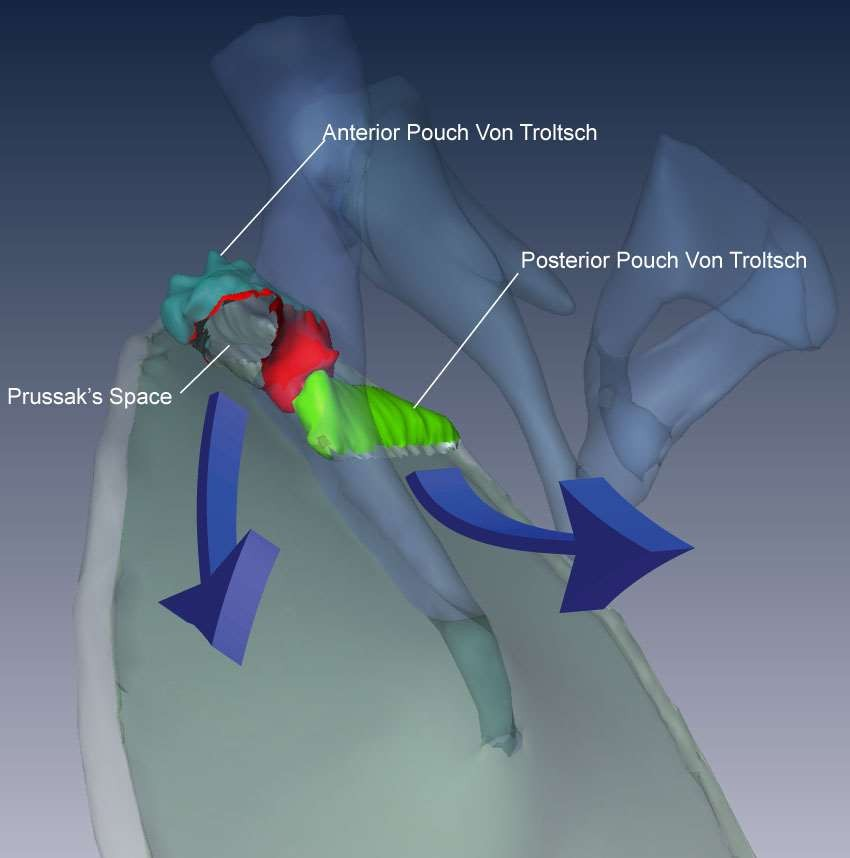 Anterior Pouch Von Troltsch
Posterior Pouch Von Troltsch
Prussak’s Space